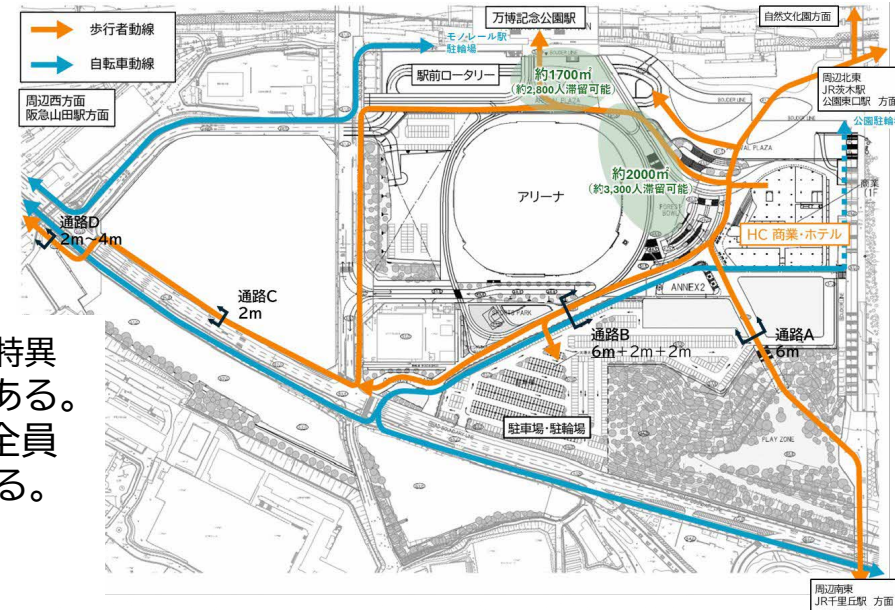 歩行者動線
自転車動線
周辺西方面
阪急山田駅方面
万博記念公園駅
モノレール駅
駐輪場
駅前ロータリー
約1700㎡
(約2,800人滞留可能)
自然文化園方面
周辺北東
JR茨木駅
公園東口駅 方面
公園駐輪場
約2000㎡
(約3,300人滞留可能)
アリーナ
FOREST
BOWL
商業
(1F
HC 商業・ホテル
通路D
2m~4m
通路C
2m
ANNEX2
SPORTS PARK
通路B
6m+2m+2m
通路A
6m
駐車場・駐輪場
PLAY ZONE
特異
ある。
全員
る。
周辺南東
JR千里丘駅 方面